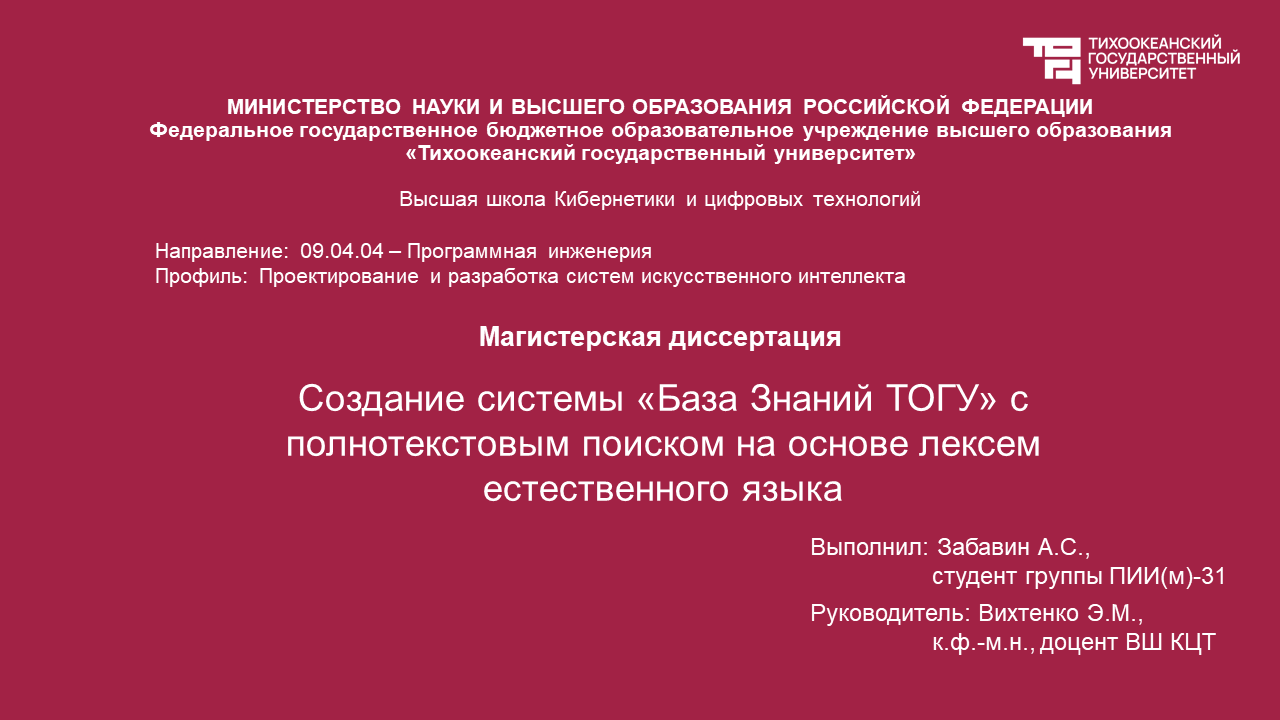 ТИХООКЕАНСКИЙ
ГОСУДАРСТВЕННЫЙ
УНИВЕРСИТЕТ
МИНИСТЕРСТВО НАУКИ И ВЫСШЕГО ОБРАЗОВАНИЯ РОССИЙСКОЙ ФЕДЕРАЦИИ
Федеральное государственное бюджетное образовательное учреждение высшего образования
«Тихоокеанский государственный университет»
Высшая школа Кибернетики и цифровых технологий
Направление: 09.04.04 – Программная инженерия
Профиль: Проектирование и разработка систем искусственного интеллекта
Магистерская диссертация
Создание системы «База Знаний ТОГУ» с
полнотекстовым поиском на основе лексем
естественного языка
Выполнил: Забавин А.С.,
студент группы ПИИ(м)-31
Руководитель: Вихтенко Э.М.,
к.ф.-м.н., доцент ВШ КЦТ